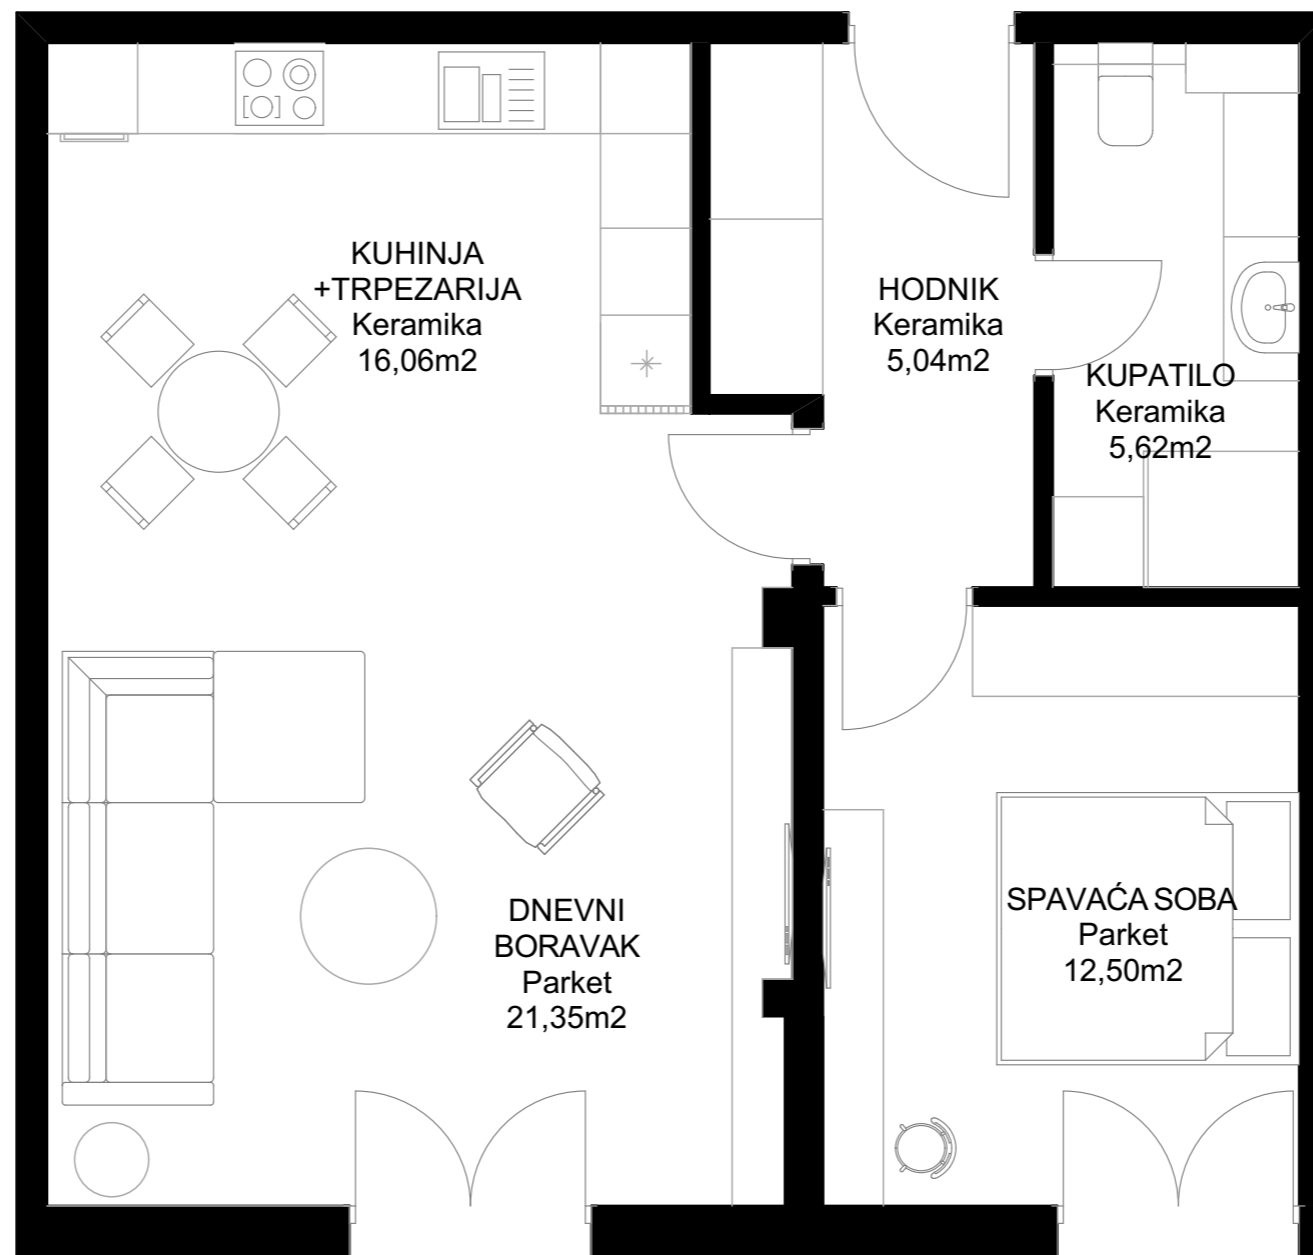 KUHINJA
+TRPEZARIJA
Keramika
16,06m2
HODNIK
Keramika
5,04m2
KUPATILO
Keramika
5,62m2
DNEVNI
BORAVAK
Parket
21,35m2
SPAVAĆA SOBA
Parket
12,50m2